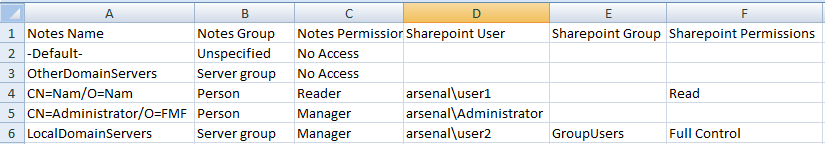 A B C D E F
1 Notes Name Notes Group Notes Permission Sharepoint User Sharepoint Group Sharepoint Permissions
2 -Default- Unspecified No Access
3 OtherDomainServers Server group No Access
4 CN=Nam/O=Nam Person Reader arsenal\user1 Read
5 CN=Administrator/O=FMF Person Manager arsenal\Administrator
6 LocalDomainServers Server group Manager arsenal\user2 GroupUsers Full Control